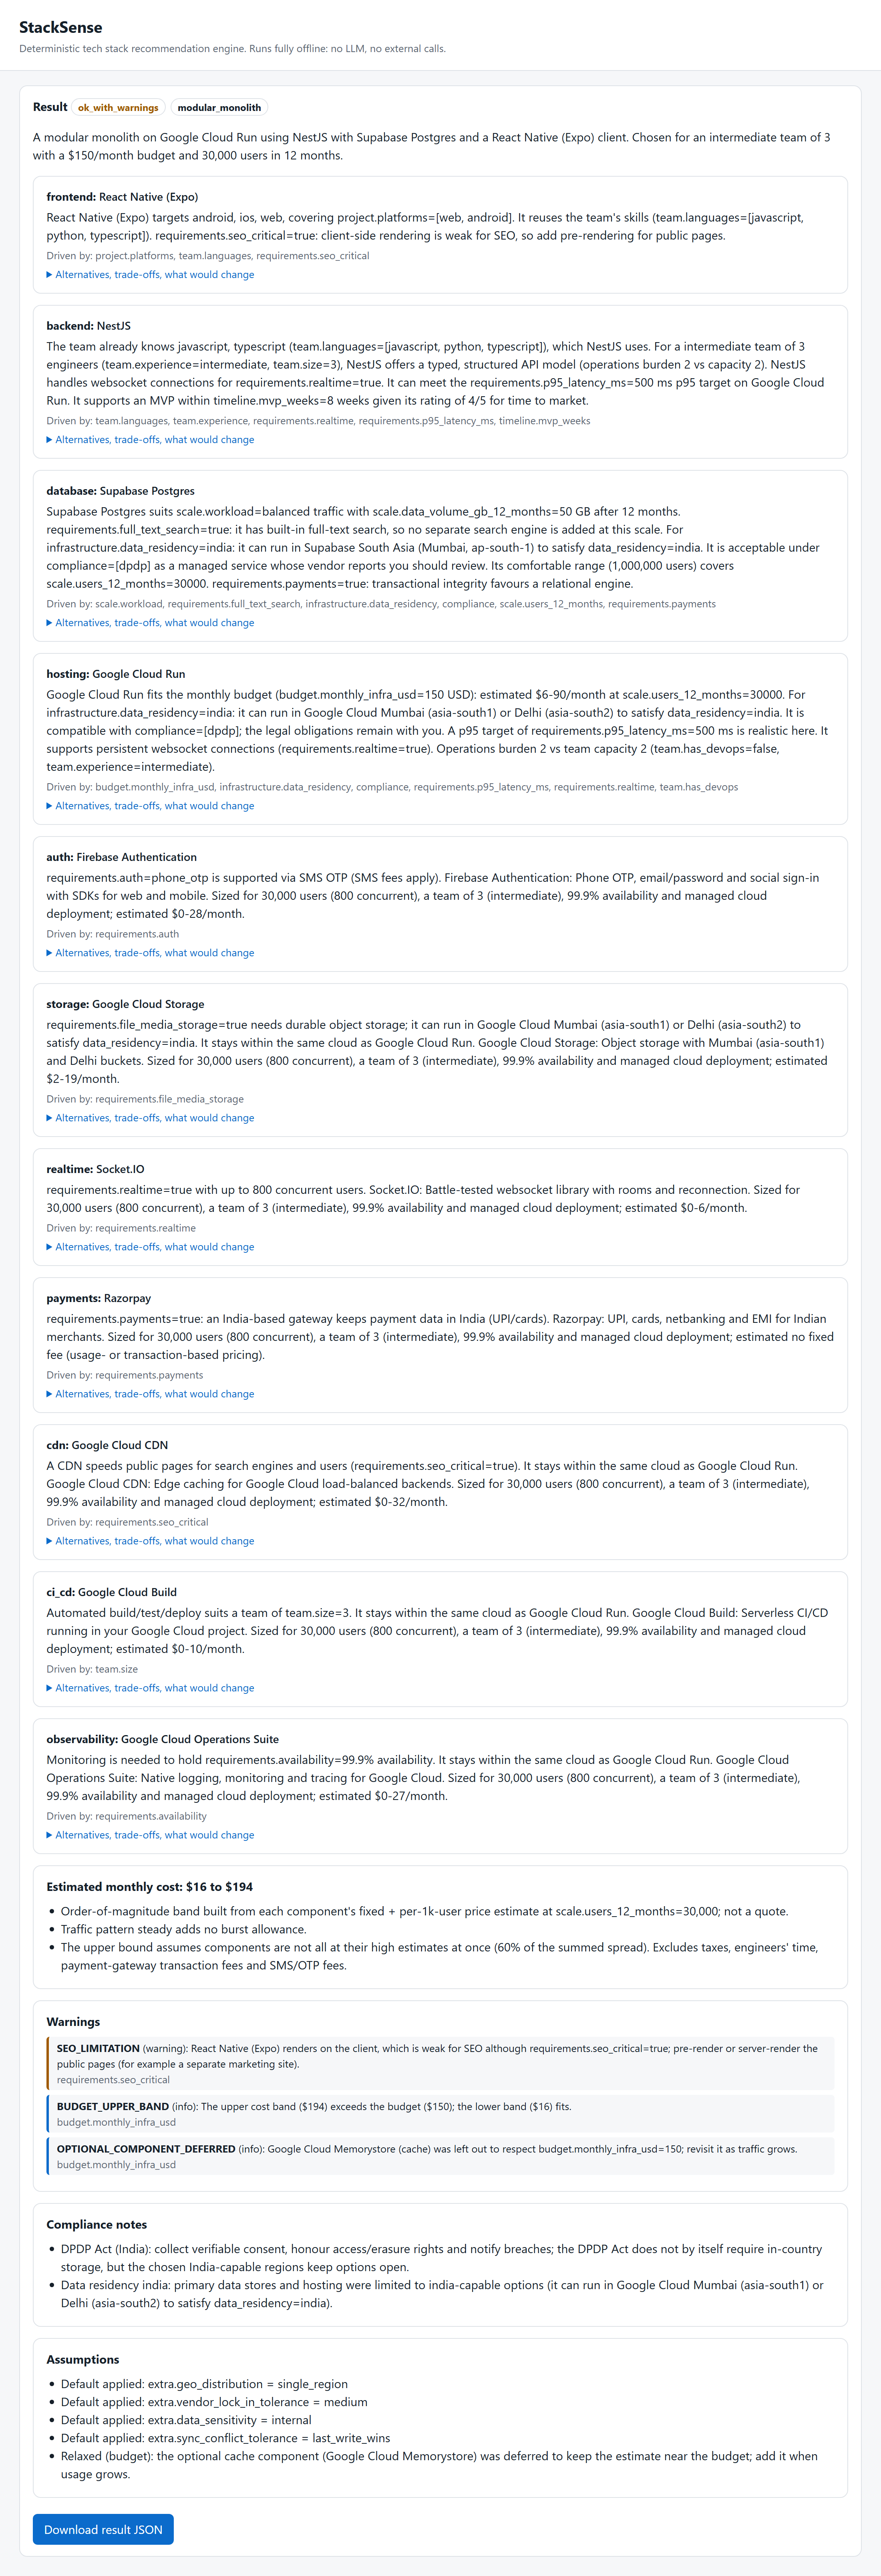 StackSense
Deterministic tech stack recommendation engine. Runs fully offline: no LLM, no external calls.
Result ok_with_warnings modular_monolith
A modular monolith on Google Cloud Run using NestJS with Supabase Postgres and a React Native (Expo) client. Chosen for an intermediate team of 3
with a $150/month budget and 30,000 users in 12 months.
frontend: React Native (Expo)
React Native (Expo) targets android, ios, web, covering project.platforms=[web, android]. It reuses the team's skills (team.languages=[javascript,
python, typescript]). requirements.seo_critical=true: client-side rendering is weak for SEO, so add pre-rendering for public pages.
Driven by: project.platforms, team.languages, requirements.seo_critical
▶ Alternatives, trade-offs, what would change
backend: NestJS
The team already knows javascript, typescript (team.languages=[javascript, python, typescript]), which NestJS uses. For a intermediate team of 3
engineers (team.experience=intermediate, team.size=3), NestJS offers a typed, structured API model (operations burden 2 vs capacity 2). NestJS
handles websocket connections for requirements.realtime=true. It can meet the requirements.p95_latency_ms=500 ms p95 target on Google Cloud
Run. It supports an MVP within timeline.mvp_weeks=8 weeks given its rating of 4/5 for time to market.
Driven by: team.languages, team.experience, requirements.realtime, requirements.p95_latency_ms, timeline.mvp_weeks
▶ Alternatives, trade-offs, what would change
database: Supabase Postgres
Supabase Postgres suits scale.workload=balanced traffic with scale.data_volume_gb_12_months=50 GB after 12 months.
requirements.full_text_search=true: it has built-in full-text search, so no separate search engine is added at this scale. For
infrastructure.data_residency=india: it can run in Supabase South Asia (Mumbai, ap-south-1) to satisfy data_residency=india. It is acceptable under
compliance=[dpdp] as a managed service whose vendor reports you should review. Its comfortable range (1,000,000 users) covers
scale.users_12_months=30000. requirements.payments=true: transactional integrity favours a relational engine.
Driven by: scale.workload, requirements.full_text_search, infrastructure.data_residency, compliance, scale.users_12_months, requirements.payments
▶ Alternatives, trade-offs, what would change
hosting: Google Cloud Run
Google Cloud Run fits the monthly budget (budget.monthly_infra_usd=150 USD): estimated $6-90/month at scale.users_12_months=30000. For
infrastructure.data_residency=india: it can run in Google Cloud Mumbai (asia-south1) or Delhi (asia-south2) to satisfy data_residency=india. It is
compatible with compliance=[dpdp]; the legal obligations remain with you. A p95 target of requirements.p95_latency_ms=500 ms is realistic here. It
supports persistent websocket connections (requirements.realtime=true). Operations burden 2 vs team capacity 2 (team.has_devops=false,
team.experience=intermediate).
Driven by: budget.monthly_infra_usd, infrastructure.data_residency, compliance, requirements.p95_latency_ms, requirements.realtime, team.has_devops
▶ Alternatives, trade-offs, what would change
auth: Firebase Authentication
requirements.auth=phone_otp is supported via SMS OTP (SMS fees apply). Firebase Authentication: Phone OTP, email/password and social sign-in
with SDKs for web and mobile. Sized for 30,000 users (800 concurrent), a team of 3 (intermediate), 99.9% availability and managed cloud
deployment; estimated $0-28/month.
Driven by: requirements.auth
▶ Alternatives, trade-offs, what would change
storage: Google Cloud Storage
requirements.file_media_storage=true needs durable object storage; it can run in Google Cloud Mumbai (asia-south1) or Delhi (asia-south2) to
satisfy data_residency=india. It stays within the same cloud as Google Cloud Run. Google Cloud Storage: Object storage with Mumbai (asia-south1)
and Delhi buckets. Sized for 30,000 users (800 concurrent), a team of 3 (intermediate), 99.9% availability and managed cloud deployment; estimated
$2-19/month.
Driven by: requirements.file_media_storage
▶ Alternatives, trade-offs, what would change
realtime: Socket.IO
requirements.realtime=true with up to 800 concurrent users. Socket.IO: Battle-tested websocket library with rooms and reconnection. Sized for
30,000 users (800 concurrent), a team of 3 (intermediate), 99.9% availability and managed cloud deployment; estimated $0-6/month.
Driven by: requirements.realtime
▶ Alternatives, trade-offs, what would change
payments: Razorpay
requirements.payments=true: an India-based gateway keeps payment data in India (UPI/cards). Razorpay: UPI, cards, netbanking and EMI for Indian
merchants. Sized for 30,000 users (800 concurrent), a team of 3 (intermediate), 99.9% availability and managed cloud deployment; estimated no fixed
fee (usage- or transaction-based pricing).
Driven by: requirements.payments
▶ Alternatives, trade-offs, what would change
cdn: Google Cloud CDN
A CDN speeds public pages for search engines and users (requirements.seo_critical=true). It stays within the same cloud as Google Cloud Run.
Google Cloud CDN: Edge caching for Google Cloud load-balanced backends. Sized for 30,000 users (800 concurrent), a team of 3 (intermediate),
99.9% availability and managed cloud deployment; estimated $0-32/month.
Driven by: requirements.seo_critical
▶ Alternatives, trade-offs, what would change
ci_cd: Google Cloud Build
Automated build/test/deploy suits a team of team.size=3. It stays within the same cloud as Google Cloud Run. Google Cloud Build: Serverless CI/CD
running in your Google Cloud project. Sized for 30,000 users (800 concurrent), a team of 3 (intermediate), 99.9% availability and managed cloud
deployment; estimated $0-10/month.
Driven by: team.size
▶ Alternatives, trade-offs, what would change
observability: Google Cloud Operations Suite
Monitoring is needed to hold requirements.availability=99.9% availability. It stays within the same cloud as Google Cloud Run. Google Cloud
Operations Suite: Native logging, monitoring and tracing for Google Cloud. Sized for 30,000 users (800 concurrent), a team of 3 (intermediate),
99.9% availability and managed cloud deployment; estimated $0-27/month.
Driven by: requirements.availability
▶ Alternatives, trade-offs, what would change
Estimated monthly cost: $16 to $194
• Order-of-magnitude band built from each component's fixed + per-1k-user price estimate at scale.users_12_months=30,000; not a quote.
• Traffic pattern steady adds no burst allowance.
• The upper bound assumes components are not all at their high estimates at once (60% of the summed spread). Excludes taxes, engineers' time,
payment-gateway transaction fees and SMS/OTP fees.
Warnings
SEO_LIMITATION (warning): React Native (Expo) renders on the client, which is weak for SEO although requirements.seo_critical=true; pre-render or server-render the
public pages (for example a separate marketing site).
requirements.seo_critical
BUDGET_UPPER_BAND (info): The upper cost band ($194) exceeds the budget ($150); the lower band ($16) fits.
budget.monthly_infra_usd
OPTIONAL_COMPONENT_DEFERRED (info): Google Cloud Memorystore (cache) was left out to respect budget.monthly_infra_usd=150; revisit it as traffic grows.
budget.monthly_infra_usd
Compliance notes
• DPDP Act (India): collect verifiable consent, honour access/erasure rights and notify breaches; the DPDP Act does not by itself require in-country
storage, but the chosen India-capable regions keep options open.
• Data residency india: primary data stores and hosting were limited to india-capable options (it can run in Google Cloud Mumbai (asia-south1) or
Delhi (asia-south2) to satisfy data_residency=india).
Assumptions
• Default applied: extra.geo_distribution = single_region
• Default applied: extra.vendor_lock_in_tolerance = medium
• Default applied: extra.data_sensitivity = internal
• Default applied: extra.sync_conflict_tolerance = last_write_wins
• Relaxed (budget): the optional cache component (Google Cloud Memorystore) was deferred to keep the estimate near the budget; add it when
usage grows.
Download result JSON